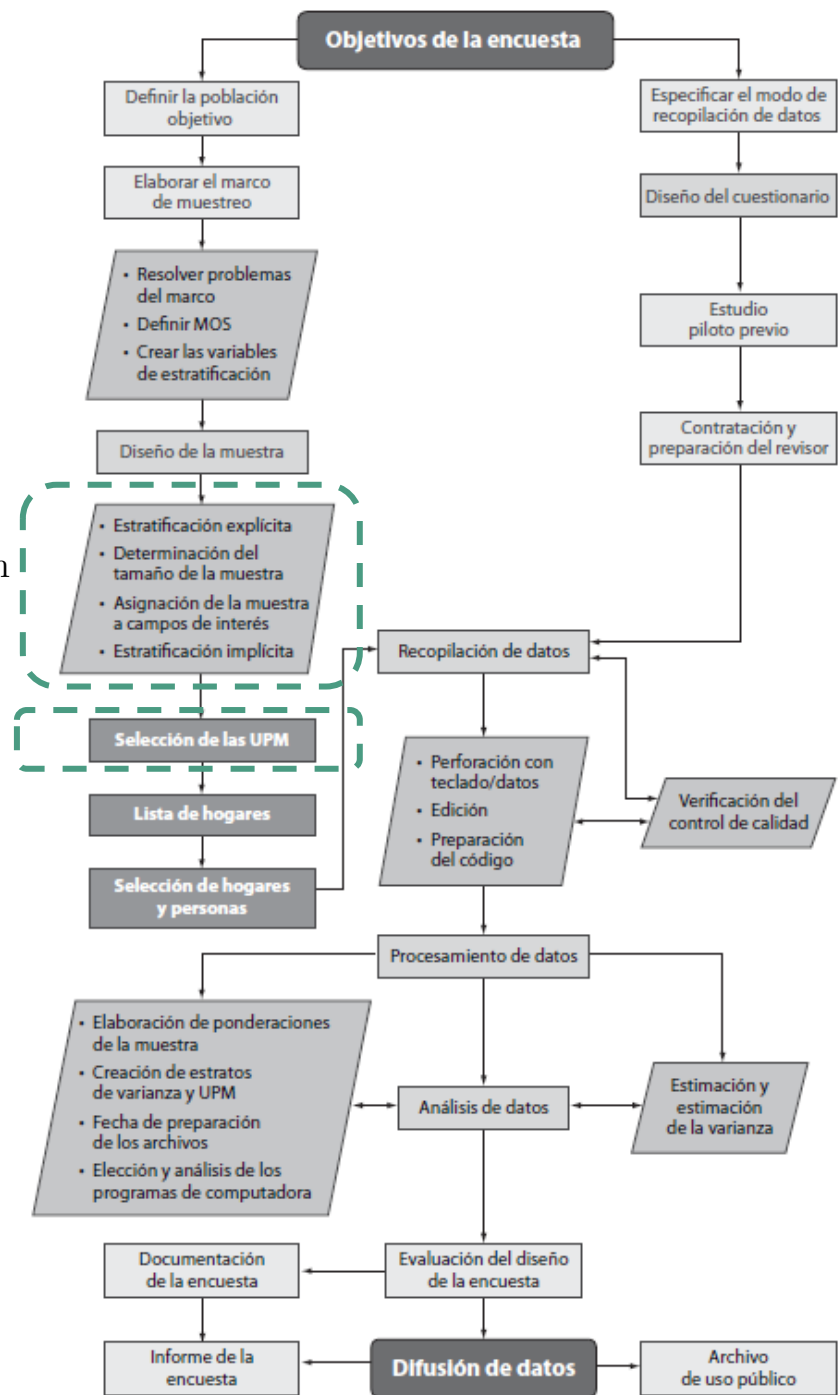 Objetivos de la encuesta
Definir la población
objetivo
Especificar el modo de
recopilación de datos
Elaborar el marco
de muestreo
Diseño del cuestionario
• Resolver problemas
del marco
• Definir MOS
• Crear las variables
de estratificación
Estudio
piloto previo
Diseño de la muestra
Contratación y
preparación del revisor
• Estratificación explícita
• Determinación del
tamaño de la muestra
• Asignación de la muestra
a campos de interés
• Estratificación implícita
n
Recopilación de datos
Selección de las UPM
Lista de hogares
Selección de hogares
y personas
• Perforación con
teclado/datos
• Edición
• Preparación
del código
Verificación del
control de calidad
Procesamiento de datos
• Elaboración de ponderaciones
de la muestra
• Creación de estratos
de varianza y UPM
• Fecha de preparación
de los archivos
• Elección y análisis de los
programas de computadora
Análisis de datos
Estimación y
estimación
de la varianza
Documentación
de la encuesta
Evaluación del diseño
de la encuesta
Informe de la
encuesta
Difusión de datos
Archivo
de uso público